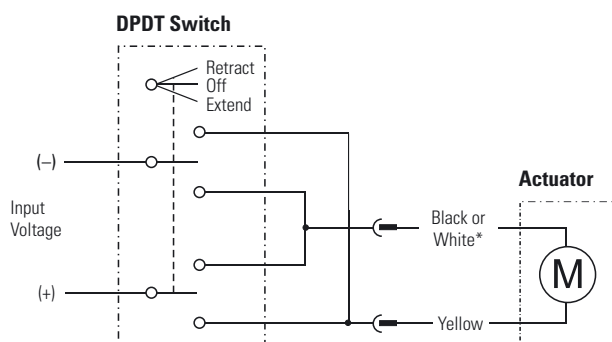 DPDT Switch
Retract
Off
Extend
(–)
Actuator
Input
Voltage
Black or
White*
M
(+)
Yellow